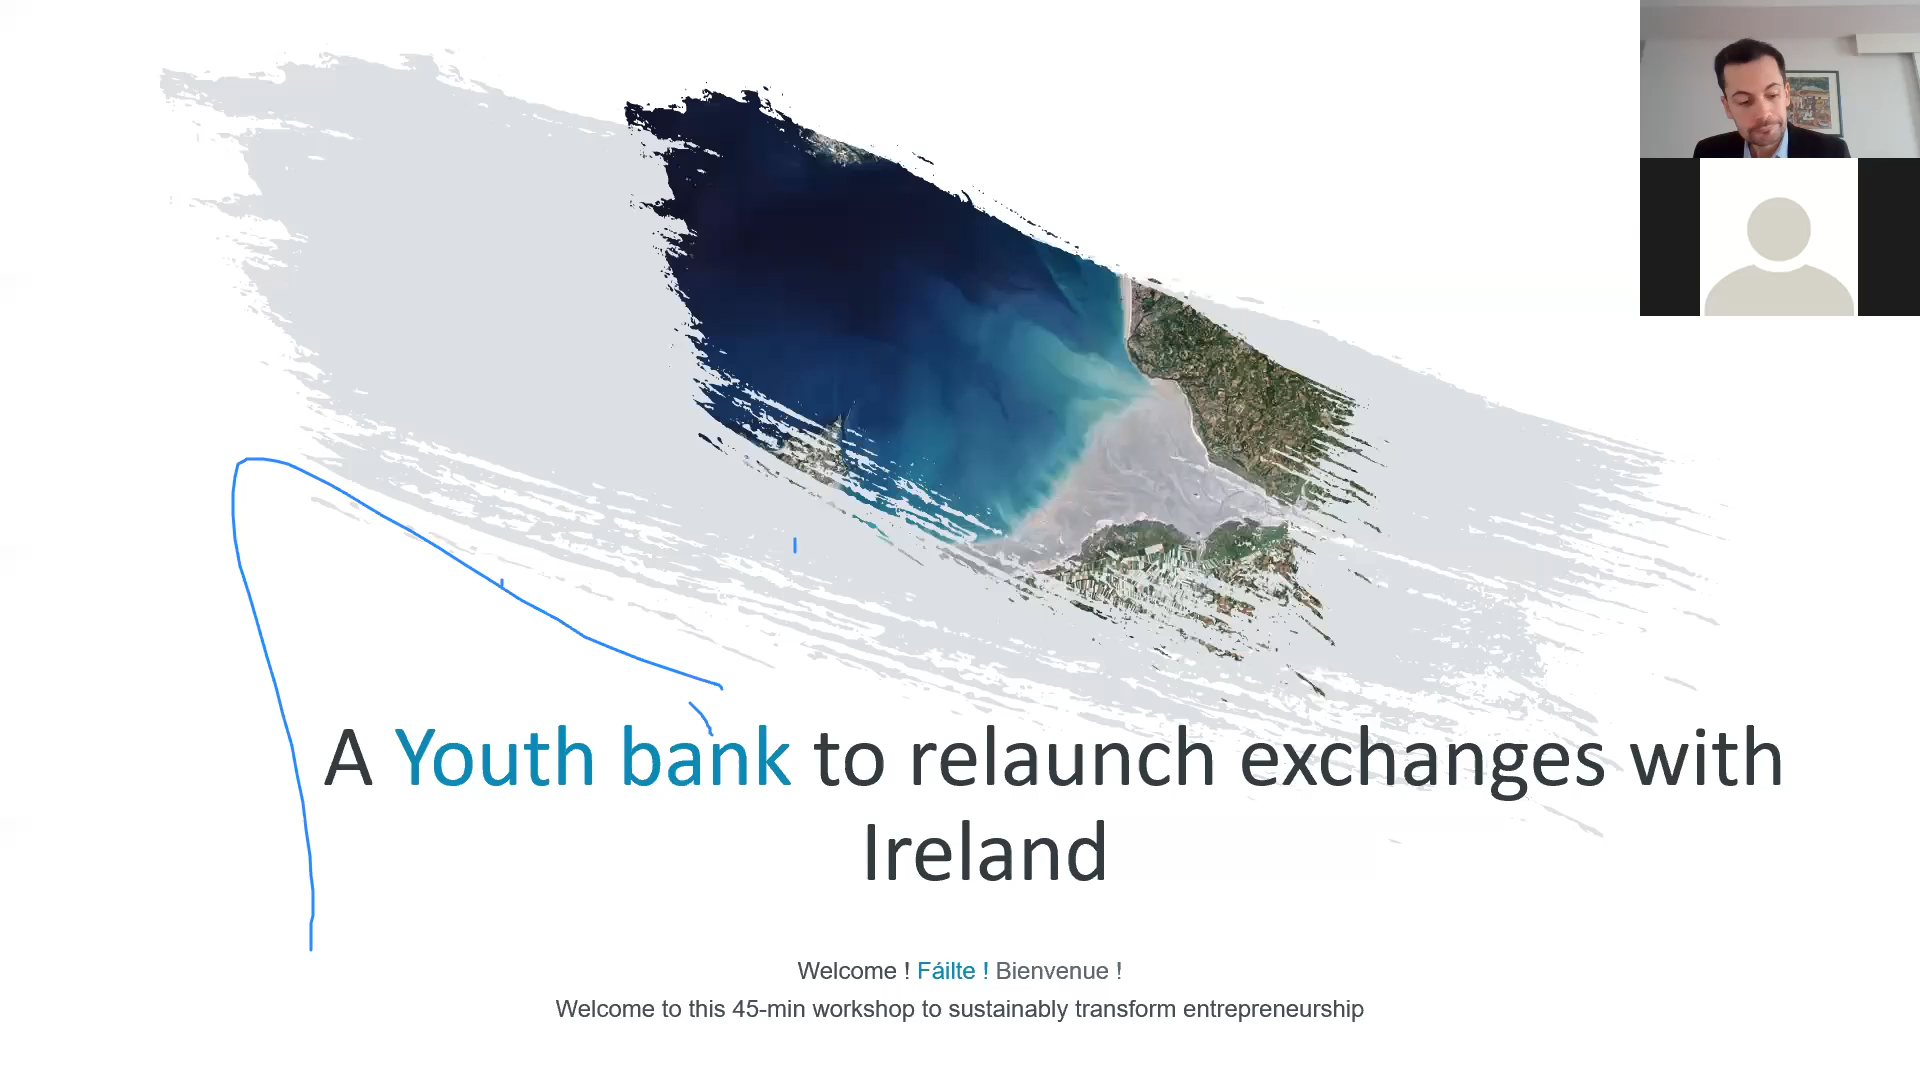 A Youth bank to relaunch exchanges with
Ireland
Welcome ! Fáilte ! Bienvenue !
Welcome to this 45-min workshop to sustainably transform entrepreneurship